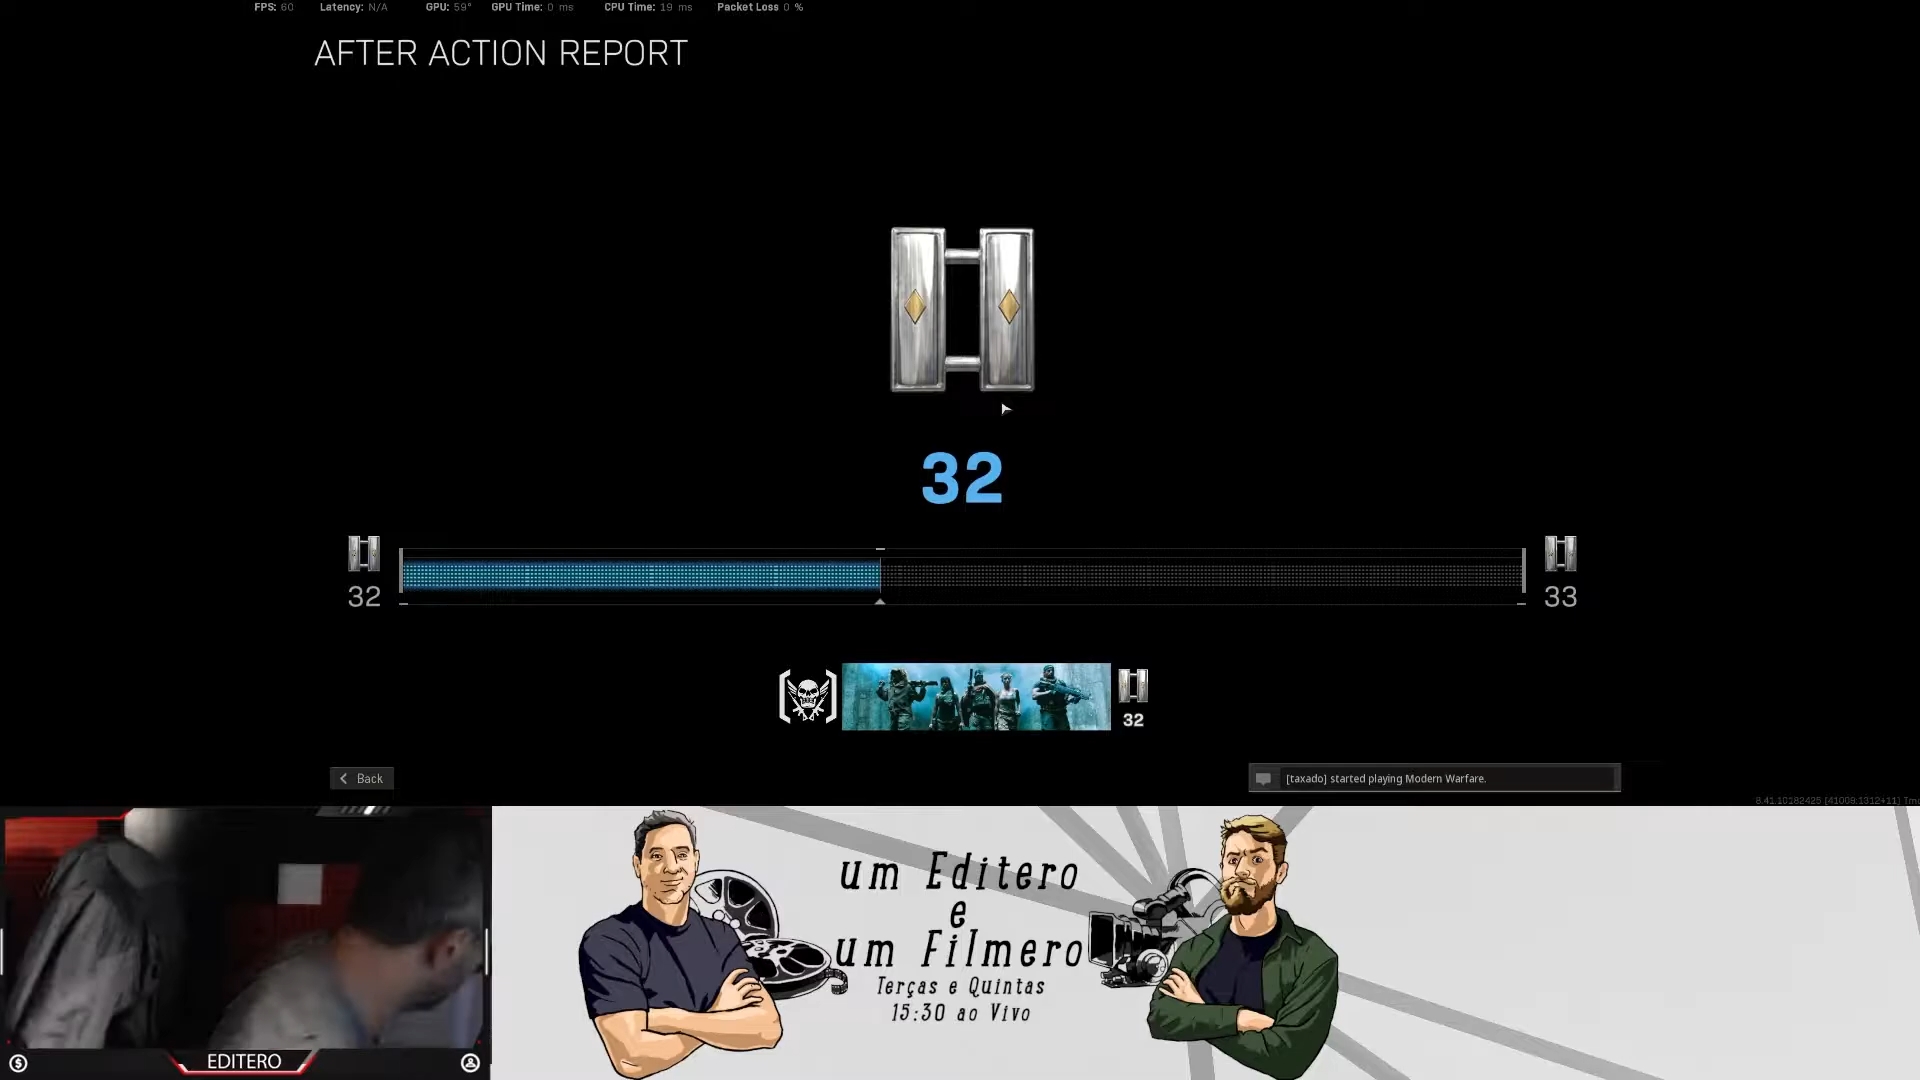 FPS: 60 Latency: N/A GPU: 59° GPU Time: 0 ms CPU Time: 19 ms Packet Loss 0 %
AFTER ACTION REPORT
32
32
33
32
Back
[taxado] started playing Modern Warfare.
um Editero
e
um Filmero
Terças e Quintas
15:30 ao Vivo
EDITERO